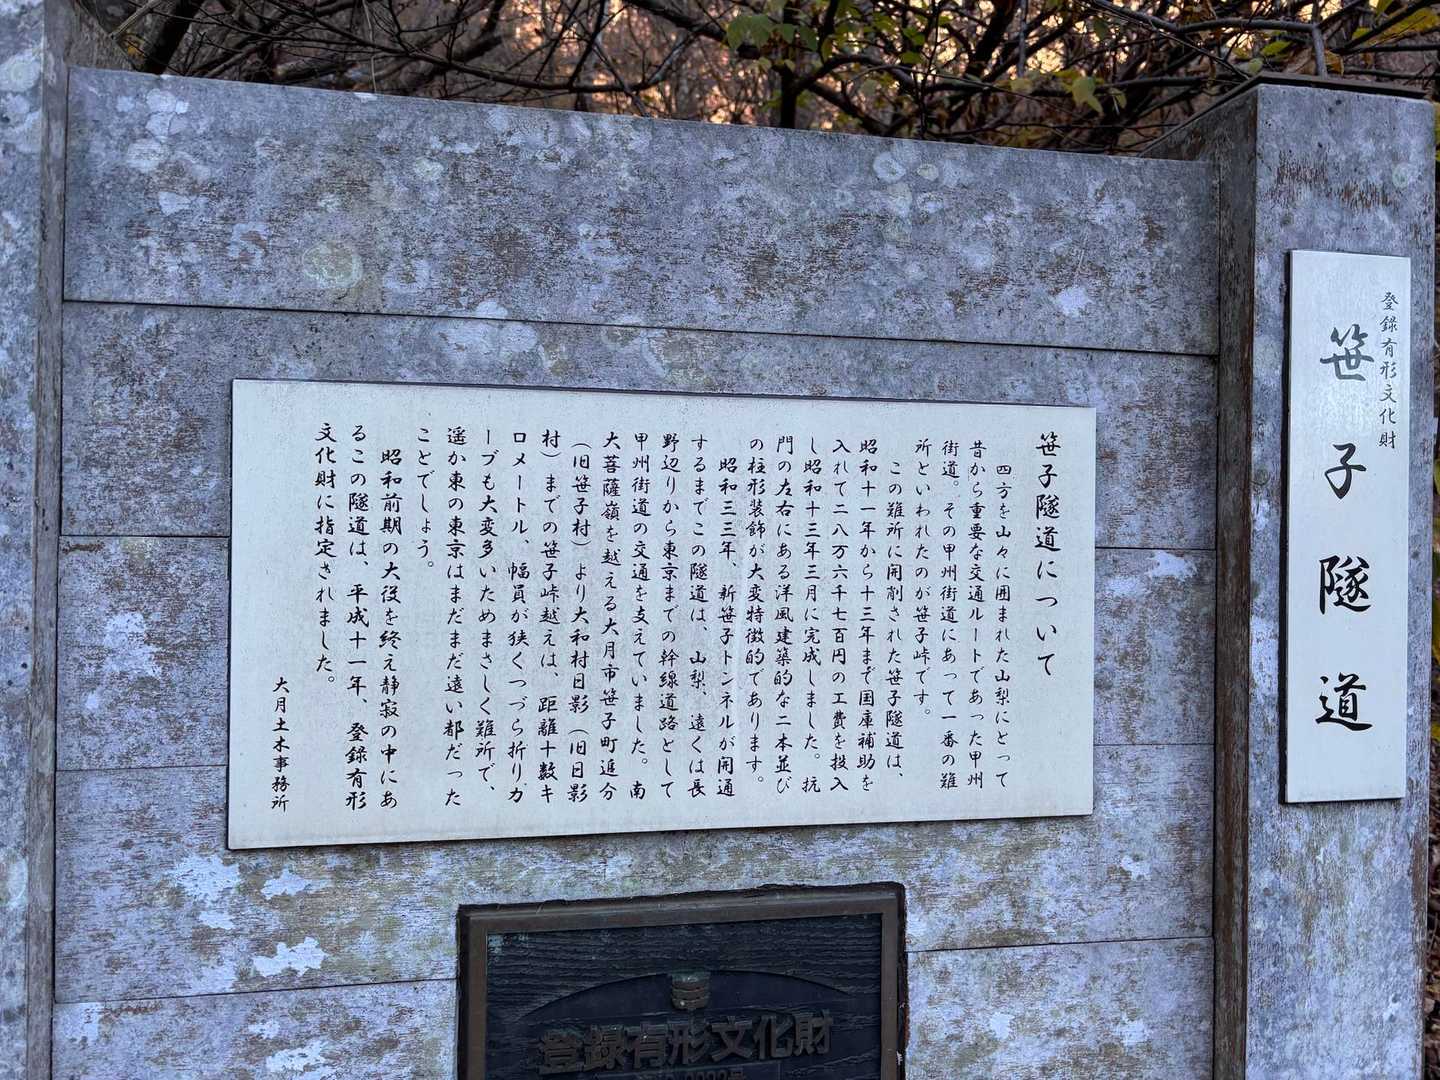 登録有形文化財
笹子隧道
笹子隧道について
四方を山々に囲まれた山梨にとって
昔から重要な交通ルートであった甲州
街道。その甲州街道にあって一番の難
所といわれたのが笹子峠です。
この難所に開削された笹子隧道は、
昭和十一年から十三年まで国庫補助を
入れて二八万六千七百円の工費を投入
し昭和十三年三月に完成しました。抗
門の左右にある洋風建築的な二本並び
の柱形装飾が大変特徴的であります。
昭和三三年、新笹子トンネルが開通
するまでこの隧道は、山梨、遠くは長
野辺りから東京までの幹線道路として
甲州街道の交通を支えていました。南
大菩薩嶺を越える大月市笹子町追分
（旧笹子村）より大和村日影（旧日影
村）までの笹子峠越えは、距離十数キ
ロメートル、幅員が狭くつづら折りカ
ーブも大変多いためまさしく難所で、
遥か東の東京はまだまだ遠い都だった
ことでしょう。
昭和前期の大役を終え静寂の中にあ
るこの隧道は、平成十一年、登録有形
文化財に指定されました。
大月土木事務所
登録有形文化財